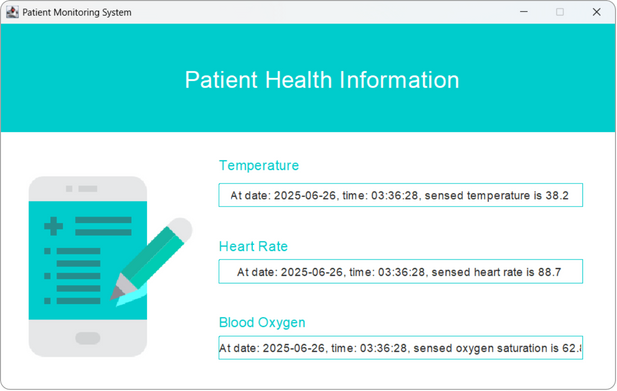 Patient Monitoring System
Patient Health Information
Temperature
At date: 2025-06-26, time: 03:36:28, sensed temperature is 38.2
Heart Rate
At date: 2025-06-26, time: 03:36:28, sensed heart rate is 88.7
Blood Oxygen
At date: 2025-06-26, time: 03:36:28, sensed oxygen saturation is 62.